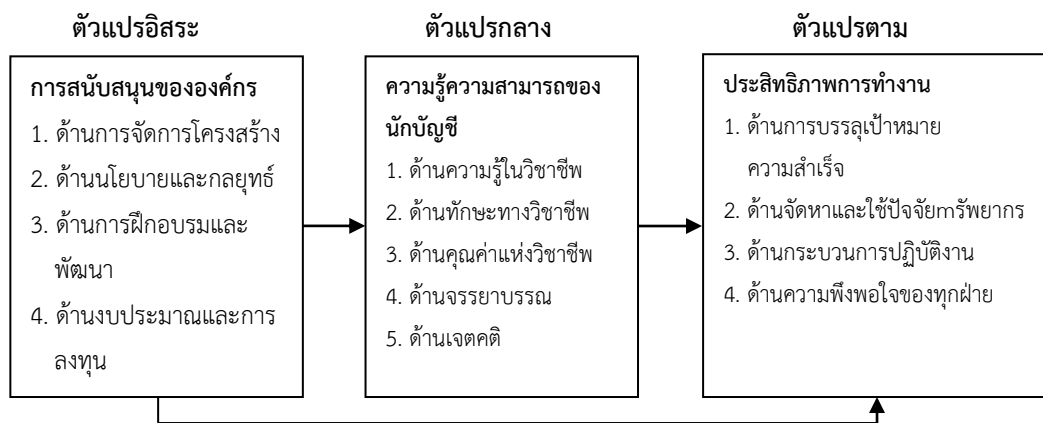 ตัวแปรอิสระ
ตัวแปรกลาง
ตัวแปรตาม
การสนับสนุนขององค์กร
1. ด้านการจัดการโครงสร้าง
2. ด้านนโยบายและกลยุทธ์
3. ด้านการฝึกอบรมและ
พัฒนา
4. ด้านงบประมาณและการ
ลงทุน
ความรู้ความสามารถของ
นักบัญชี
1. ด้านความรู้ในวิชาชีพ
2. ด้านทักษะทางวิชาชีพ
3. ด้านคุณค่าแห่งวิชาชีพ
4. ด้านจรรยาบรรณ
5. ด้านเจตคติ
ประสิทธิภาพการทำงาน
1. ด้านการบรรลุเป้าหมาย
ความสำเร็จ
2. ด้านจัดหาและใช้ปัจจัยmรัพยากร
3. ด้านกระบวนการปฏิบัติงาน
4. ด้านความพึงพอใจของทุกฝ่าย